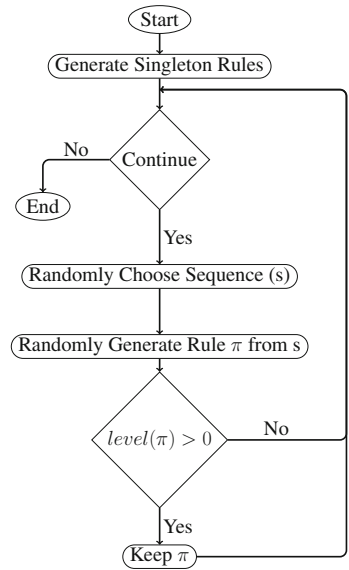 Start
Generate Singleton Rules
Continue
No
End
Yes
Randomly Choose Sequence (s)
Randomly Generate Rule π from s
level(π) > 0
No
Yes
Keep π